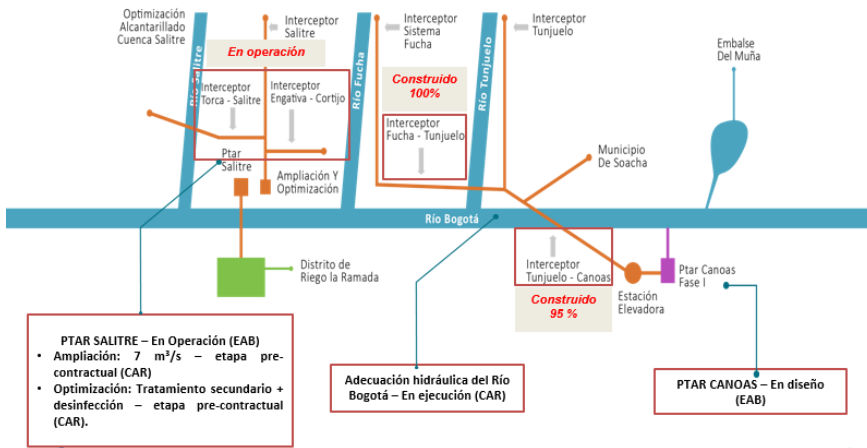 Optimización
Alcantarillado
Cuenca Salitre
Interceptor
Salitre
En operación
Río Salitre
Interceptor
Torca - Salitre
Interceptor
Engativa - Cortijo
Ptar
Salitre
Ampliación Y
Optimización
Río Fucha
Interceptor
Sistema
Fucha
Construido
100%
Interceptor
Fucha - Tunjuelo
Río Tunjuelo
Interceptor
Tunjuelo
Municipio
De Soacha
Embalse
Del Muña
Río Bogotá
Distrito de
Riego la Ramada
Interceptor
Tunjuelo - Canoas
Construido
95 %
Estación
Elevadora
Ptar Canoas
Fase I
PTAR SALITRE – En Operación (EAB)
• Ampliación: 7 m³/s – etapa pre-
contractual (CAR)
• Optimización: Tratamiento secundario +
desinfección – etapa pre-contractual
(CAR).
Adecuación hidráulica del Río
Bogotá – En ejecución (CAR)
PTAR CANOAS – En diseño
(EAB)